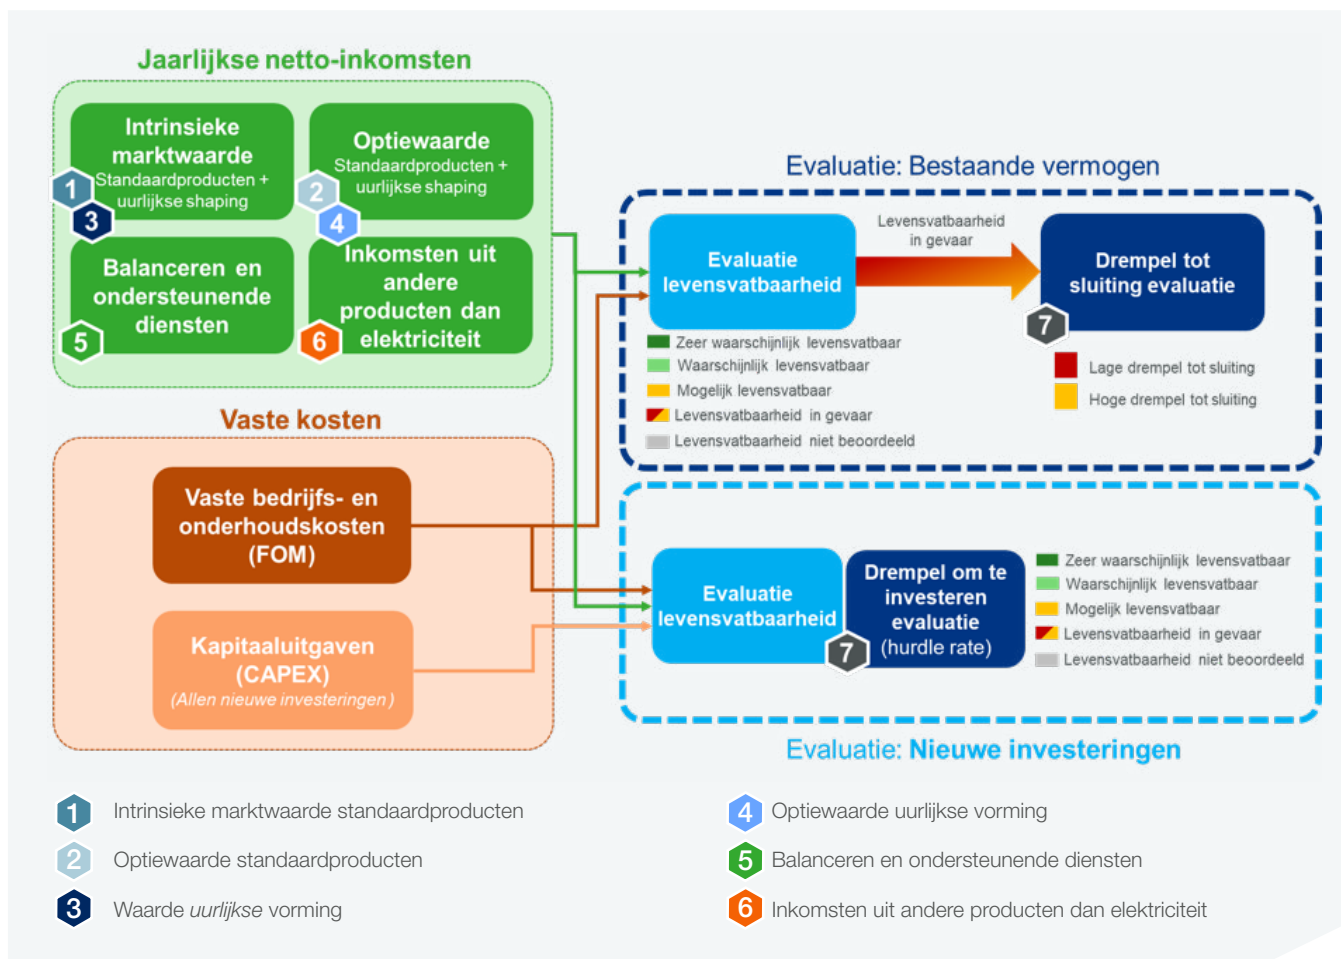 Jaarlijkse netto-inkomsten
Intrinsieke
marktwaarde
Standaardproducten +
uurlijkse shaping
1
3
Optiewaarde
Standaardproducten +
uurlijkse shaping
2
4
Balanceren en
ondersteunende
diensten
5
Inkomsten uit
andere
producten dan
elektriciteit
6
Vaste kosten
Vaste bedrijfs- en
onderhoudskosten
(FOM)
Kapitaaluitgaven
(CAPEX)
(Allen nieuwe investeringen)
Evaluatie: Bestaande vermogen
Evaluatie
levensvatbaarheid
Levensvatbaarheid
in gevaar
Drempel tot
sluiting evaluatie
7
Zeer waarschijnlijk levensvatbaar
Waarschijnlijk levensvatbaar
Mogelijk levensvatbaar
Levensvatbaarheid in gevaar
Levensvatbaarheid niet beoordeeld
Lage drempel tot sluiting
Hoge drempel tot sluiting
Evaluatie
levensvatbaarheid
Drempel om te
investeren
evaluatie
(hurdle rate)
7
Zeer waarschijnlijk levensvatbaar
Waarschijnlijk levensvatbaar
Mogelijk levensvatbaar
Levensvatbaarheid in gevaar
Levensvatbaarheid niet beoordeeld
Evaluatie: Nieuwe investeringen
1 Intrinsieke marktwaarde standaardproducten
2 Optiewaarde standaardproducten
3 Waarde uurlijkse vorming
4 Optiewaarde uurlijkse vorming
5 Balanceren en ondersteunende diensten
6 Inkomsten uit andere producten dan elektriciteit